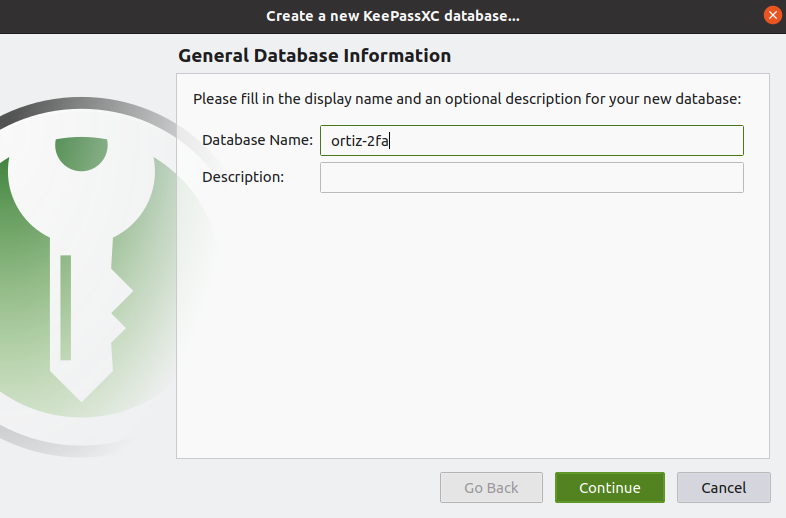 Create a new KeePassXC database...
General Database Information
Please fill in the display name and an optional description for your new database:
Database Name: ortiz-2fa
Description:
Go Back Continue Cancel